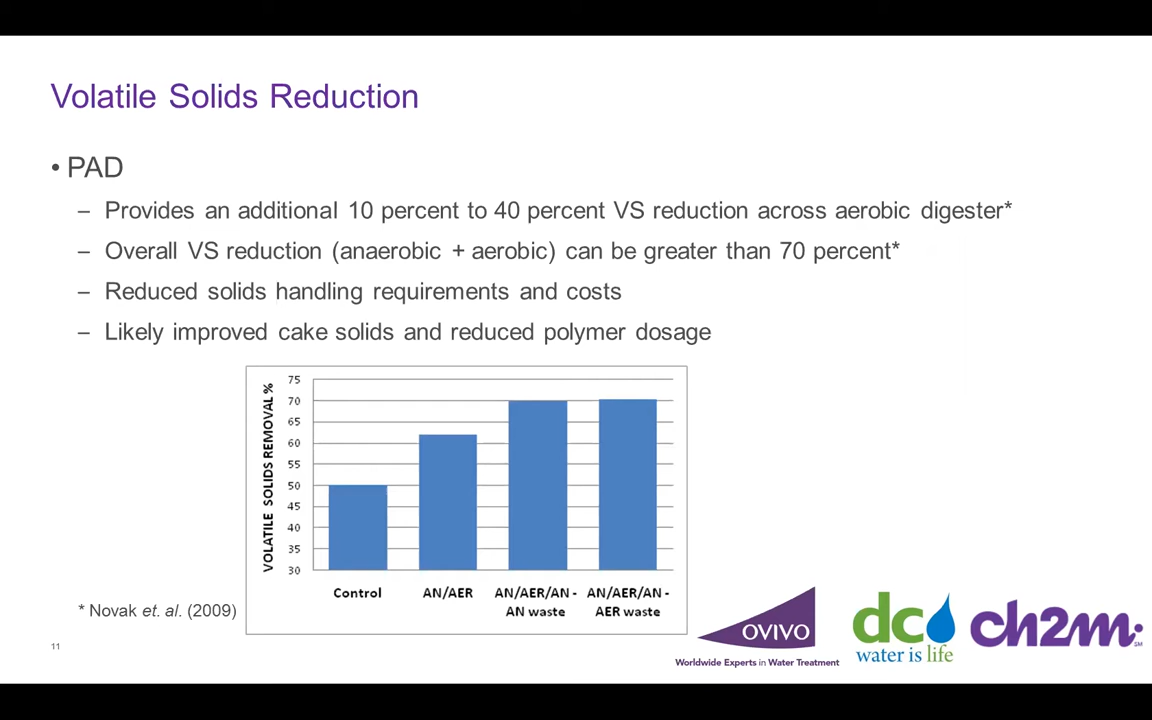 Volatile Solids Reduction
• PAD
– Provides an additional 10 percent to 40 percent VS reduction across aerobic digester*
– Overall VS reduction (anaerobic + aerobic) can be greater than 70 percent*
– Reduced solids handling requirements and costs
– Likely improved cake solids and reduced polymer dosage
VOLATILE SOLIDS REMOVAL %
75
70
65
60
55
50
45
40
35
30
Control
AN/AER
AN/AER/AN -
AN waste
AN/AER/AN -
AER waste
* Novak et. al. (2009)
11
OVIVO
Worldwide Experts in Water Treatment
dc
water is life
ch2m
SM